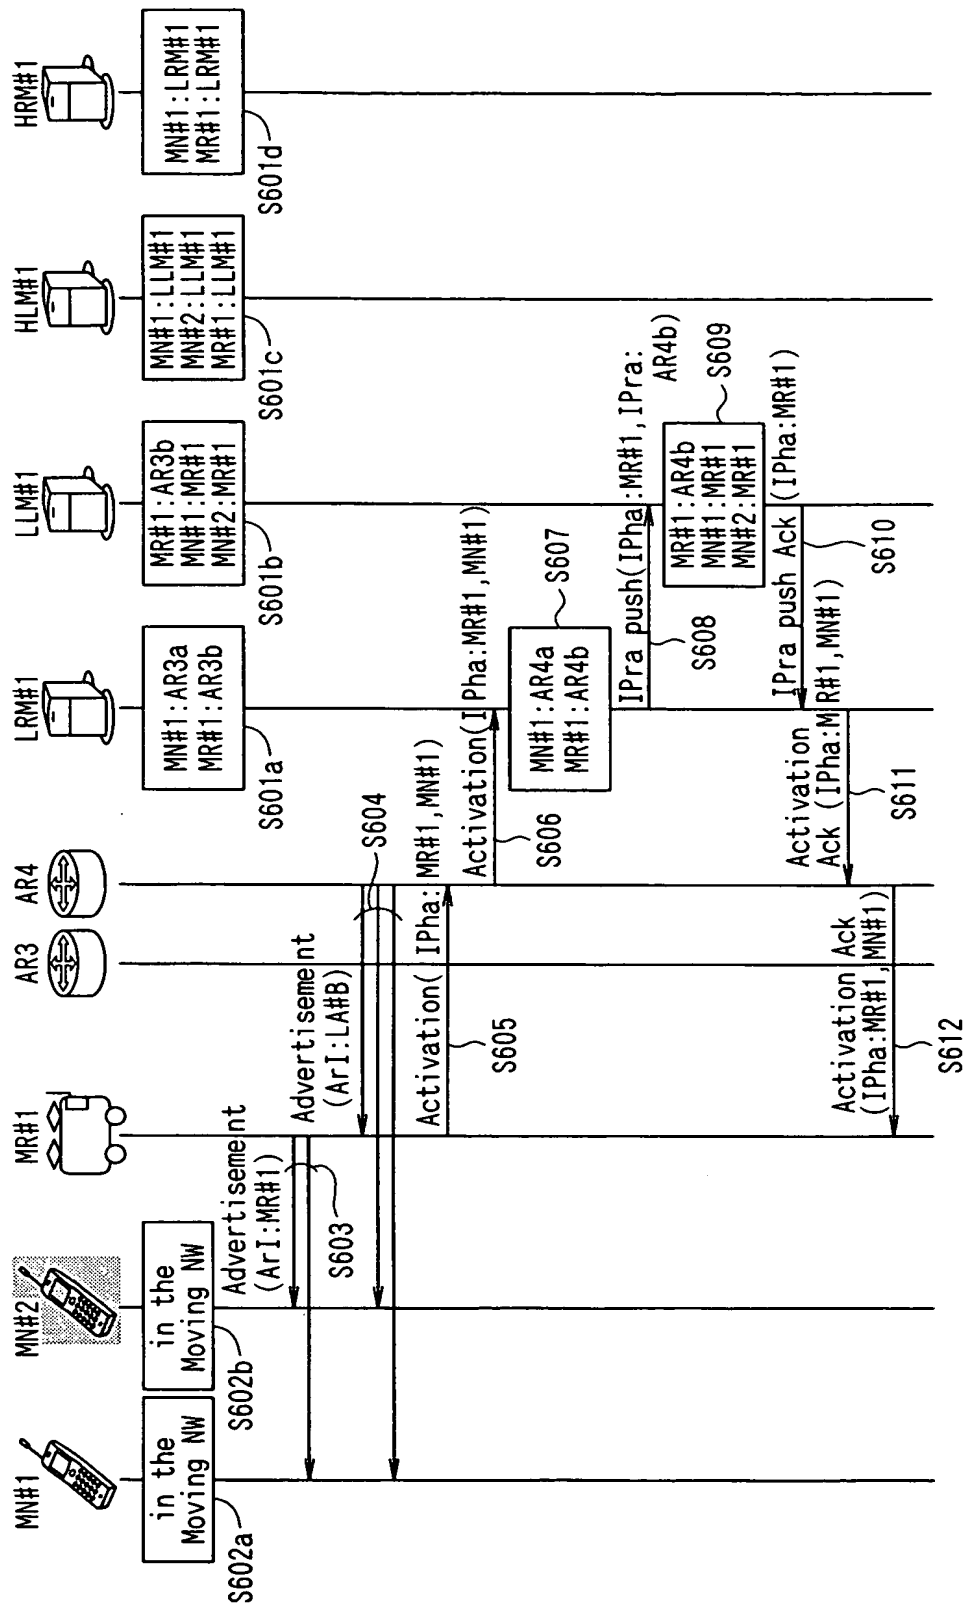 MN#1
MN#2
MR#1
AR3
AR4
LRM#1
LLM#1
HLM#1
HRM#1
in the
Moving NW
S602a
in the
Moving NW
S602b
MN#1:AR3a
MR#1:AR3b
S601a
MR#1:AR3b
MN#1:MR#1
MN#2:MR#1
S601b
MN#1:LLM#1
MN#2:LLM#1
MR#1:LLM#1
S601c
MN#1:LRM#1
MR#1:LRM#1
S601d
Advertisement
(ArI:MR#1)
S603
Advertisement
(ArI:LA#B)
S604
Activation(IPha:MR#1,MN#1)
S605
Activation(IPha:MR#1,MN#1)
S606
MN#1:AR4a
MR#1:AR4b
S607
IPra push(IPha:MR#1,IPra:
AR4b)
S608
MR#1:AR4b
MN#1:MR#1
MN#2:MR#1
S609
IPra push Ack (IPha:MR#1)
S610
Activation
Ack (IPha:MR#1,MN#1)
S611
Activation Ack
(IPha:MR#1,MN#1)
S612